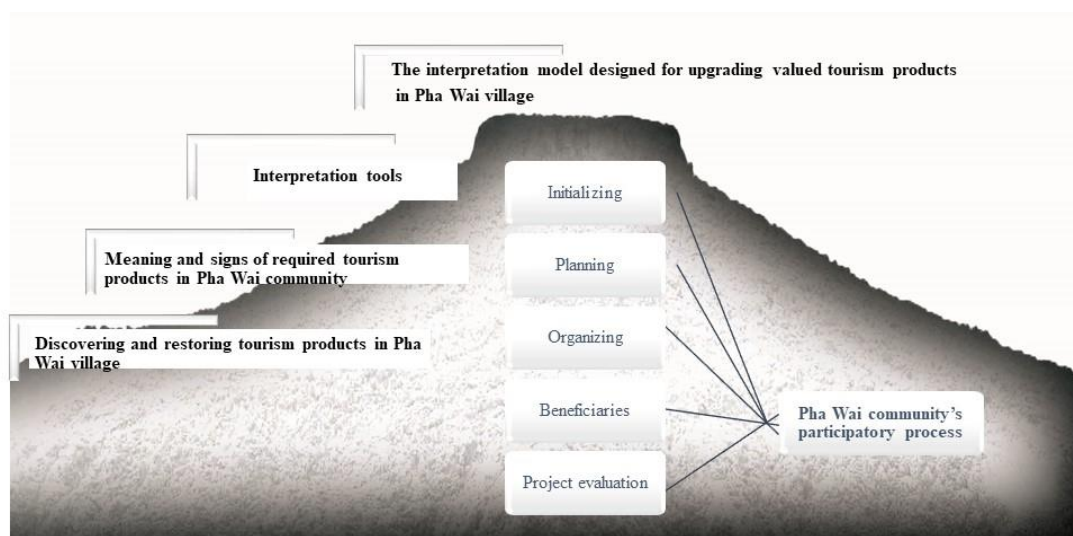 The interpretation model designed for upgrading valued tourism products
in Pha Wai village
Interpretation tools
Meaning and signs of required tourism
products in Pha Wai community
Discovering and restoring tourism products in Pha
Wai village
Initializing
Planning
Organizing
Beneficiaries
Project evaluation
Pha Wai community’s
participatory process